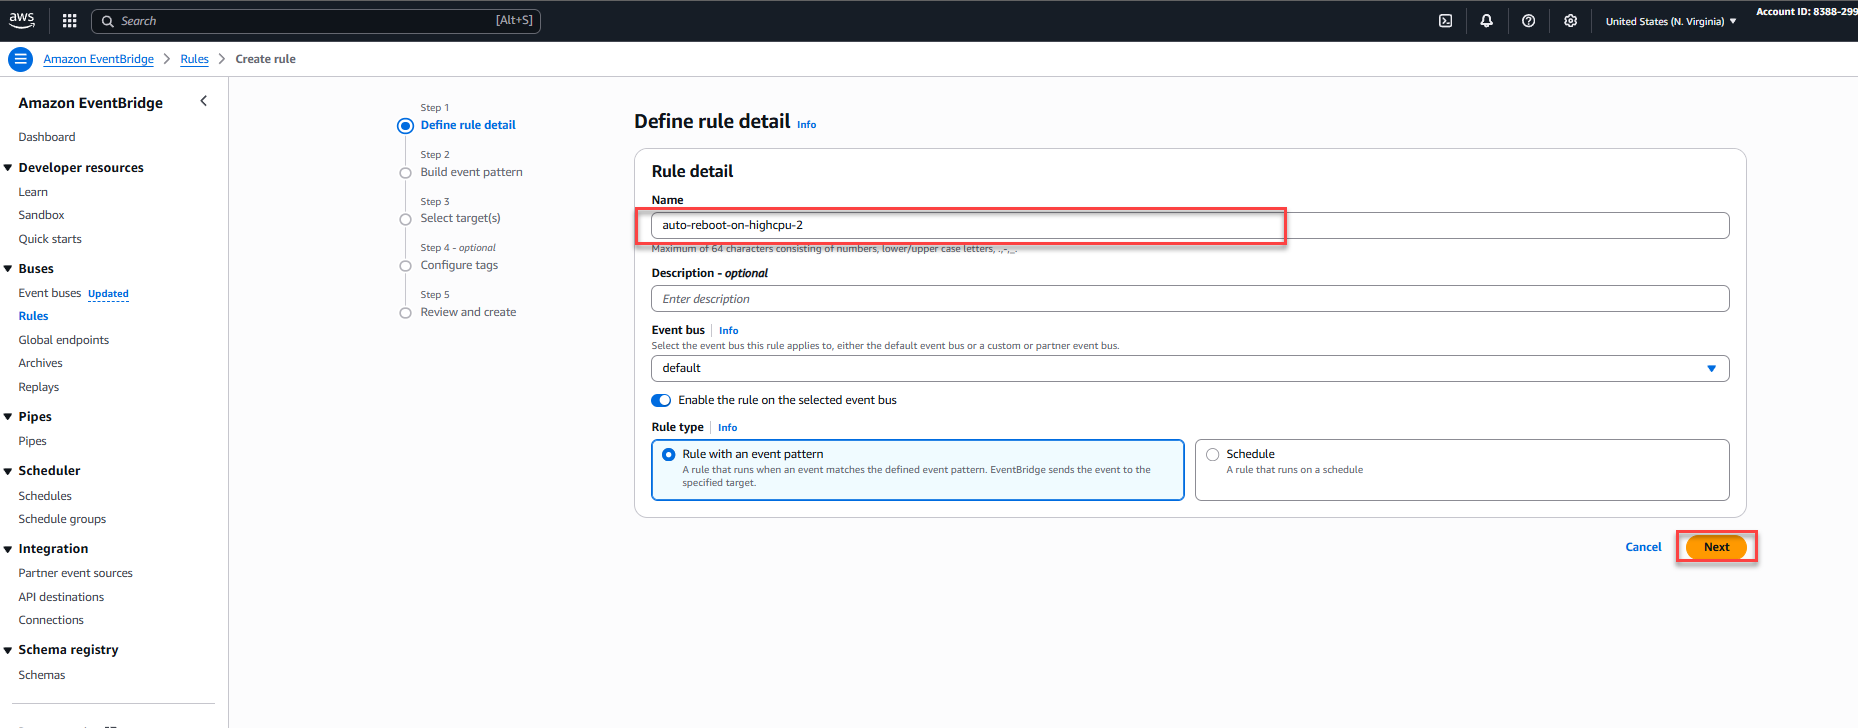 aws
Search
[Alt+S]
United States (N. Virginia)
Account ID: 8388-299
Amazon EventBridge
Rules
Create rule
Amazon EventBridge
Dashboard
Developer resources
Learn
Sandbox
Quick starts
Buses
Event buses Updated
Rules
Global endpoints
Archives
Replays
Pipes
Pipes
Scheduler
Schedules
Schedule groups
Integration
Partner event sources
API destinations
Connections
Schema registry
Schemas
Step 1
Define rule detail
Step 2
Build event pattern
Step 3
Select target(s)
Step 4 - optional
Configure tags
Step 5
Review and create
Define rule detail Info
Rule detail
Name
auto-reboot-on-highcpu-2
Maximum of 64 characters consisting of numbers, lower/upper case letters, .,-,_.
Description - optional
Enter description
Event bus Info
Select the event bus this rule applies to, either the default event bus or a custom or partner event bus.
default
Enable the rule on the selected event bus
Rule type Info
Rule with an event pattern
A rule that runs when an event matches the defined event pattern. EventBridge sends the event to the
specified target.
Schedule
A rule that runs on a schedule
Cancel
Next